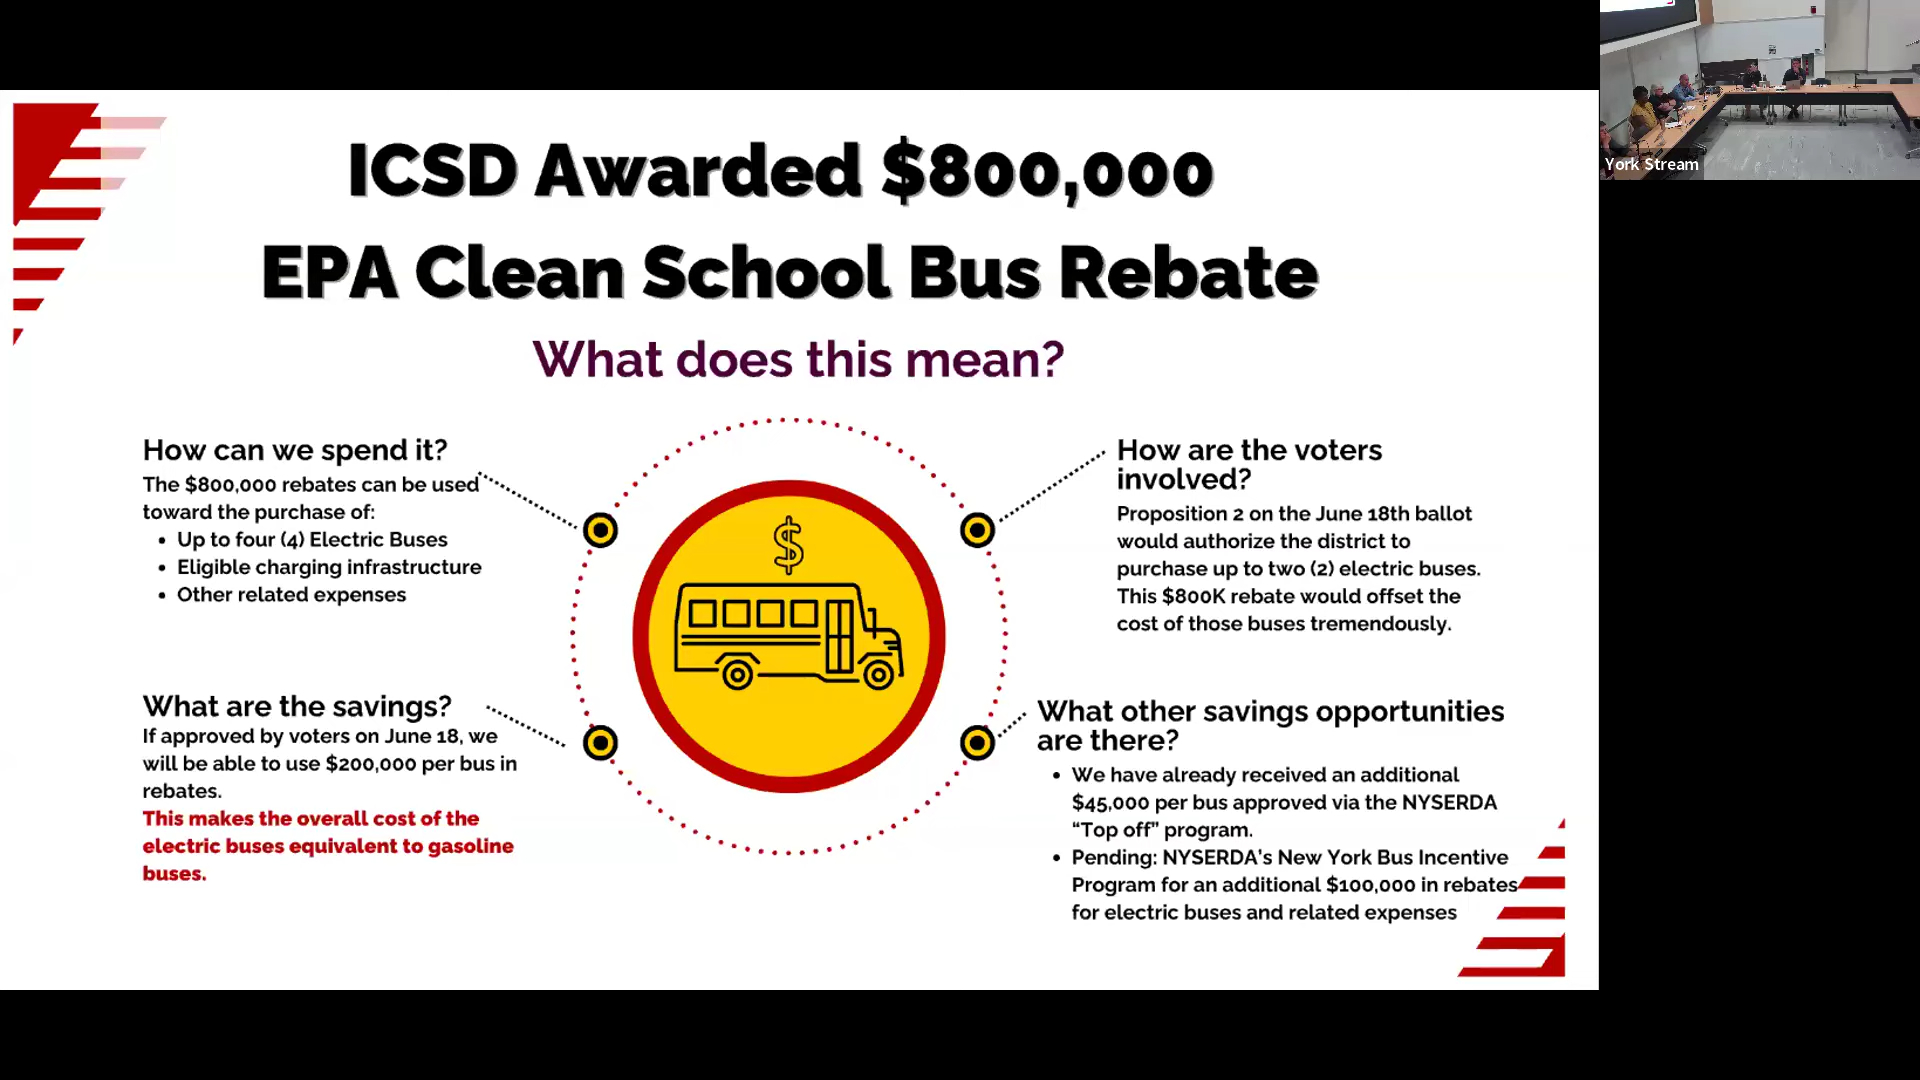 ICSD Awarded $800,000
EPA Clean School Bus Rebate
What does this mean?
How can we spend it?
The $800,000 rebates can be used
toward the purchase of:
• Up to four (4) Electric Buses
• Eligible charging infrastructure
• Other related expenses
What are the savings?
If approved by voters on June 18, we
will be able to use $200,000 per bus in
rebates.
This makes the overall cost of the
electric buses equivalent to gasoline
buses.
$
How are the voters
involved?
Proposition 2 on the June 18th ballot
would authorize the district to
purchase up to two (2) electric buses.
This $800K rebate would offset the
cost of those buses tremendously.
What other savings opportunities
are there?
• We have already received an additional
$45,000 per bus approved via the NYSERDA
“Top off” program.
• Pending: NYSERDA's New York Bus Incentive
Program for an additional $100,000 in rebates
for electric buses and related expenses
York Stream